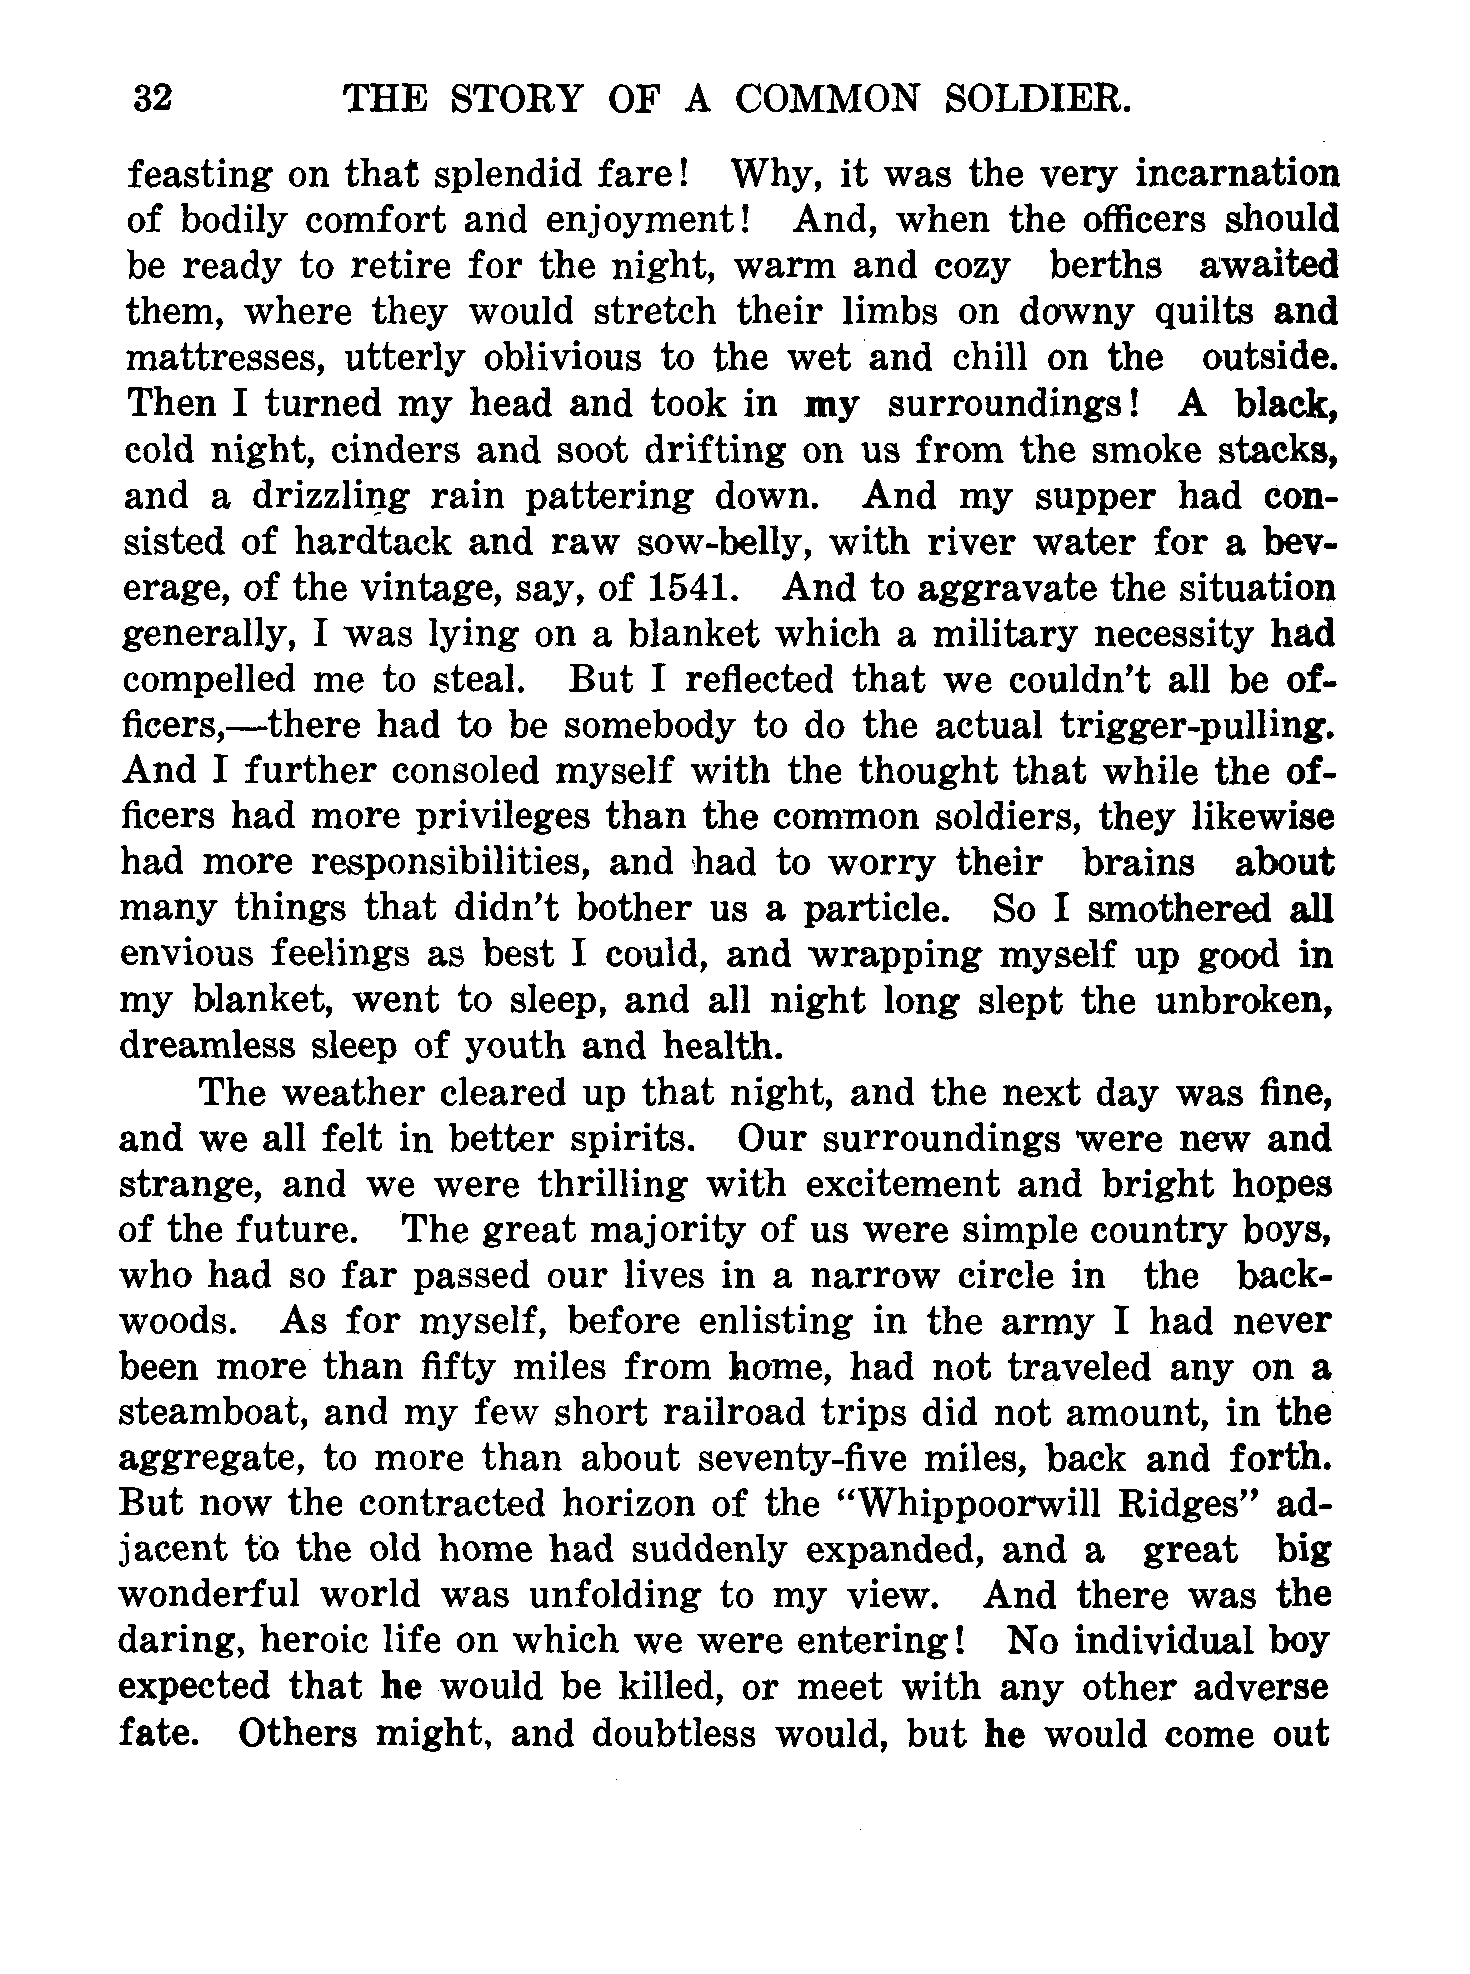 32 THE STORY OF A COMMON SOLDIER.
feasting on that splendid fare! Why, it was the very incarnation
of bodily comfort and enjoyment! And, when the officers should
be ready to retire for the night, warm and cozy berths awaited
them, where they would stretch their limbs on downy quilts and
mattresses, utterly oblivious to the wet and chill on the outside.
Then I turned my head and took in my surroundings! A black,
cold night, cinders and soot drifting on us from the smoke stacks,
and a drizzling rain pattering down. And my supper had con-
sisted of hardtack and raw sow-belly, with river water for a bev-
erage, of the vintage, say, of 1541. And to aggravate the situation
generally, I was lying on a blanket which a military necessity had
compelled me to steal. But I reflected that we couldn't all be of-
ficers,—there had to be somebody to do the actual trigger-pulling.
And I further consoled myself with the thought that while the of-
ficers had more privileges than the common soldiers, they likewise
had more responsibilities, and had to worry their brains about
many things that didn't bother us a particle. So I smothered all
envious feelings as best I could, and wrapping myself up good in
my blanket, went to sleep, and all night long slept the unbroken,
dreamless sleep of youth and health.
The weather cleared up that night, and the next day was fine,
and we all felt in better spirits. Our surroundings were new and
strange, and we were thrilling with excitement and bright hopes
of the future. The great majority of us were simple country boys,
who had so far passed our lives in a narrow circle in the back-
woods. As for myself, before enlisting in the army I had never
been more than fifty miles from home, had not traveled any on a
steamboat, and my few short railroad trips did not amount, in the
aggregate, to more than about seventy-five miles, back and forth.
But now the contracted horizon of the “Whippoorwill Ridges” ad-
jacent to the old home had suddenly expanded, and a great big
wonderful world was unfolding to my view. And there was the
daring, heroic life on which we were entering! No individual boy
expected that he would be killed, or meet with any other adverse
fate. Others might, and doubtless would, but he would come out